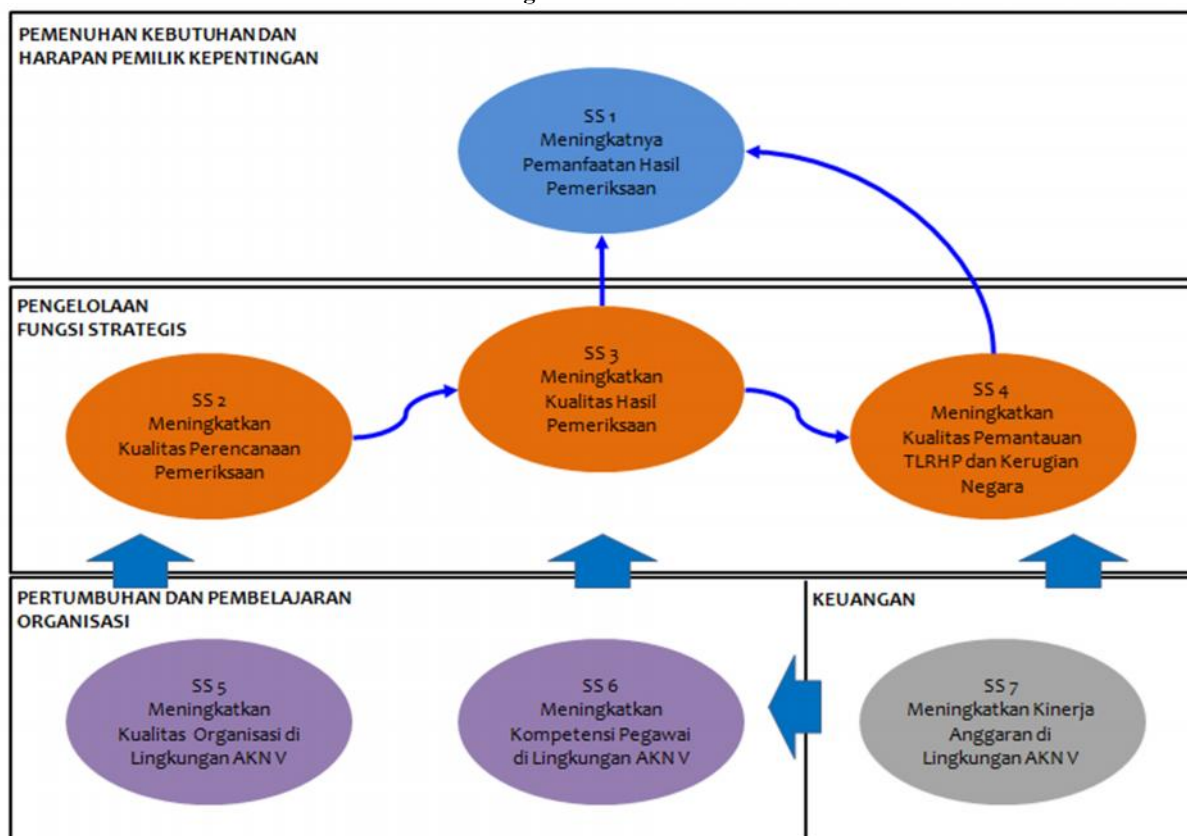 PEMENUHAN KEBUTUHAN DAN
HARAPAN PEMILIK KEPENTINGAN
SS 1
Meningkatnya
Pemanfaatan Hasil
Pemeriksaan
PENGELOLAAN
FUNGSI STRATEGIS
SS 2
Meningkatkan
Kualitas Perencanaan
Pemeriksaan
SS 3
Meningkatkan
Kualitas Hasil
Pemeriksaan
SS 4
Meningkatkan
Kualitas Pemantauan
TLRHP dan Kerugian
Negara
PERTUMBUHAN DAN PEMBELAJARAN
ORGANISASI
SS 5
Meningkatkan
Kualitas Organisasi di
Lingkungan AKN V
SS 6
Meningkatkan
Kompetensi Pegawai
di Lingkungan AKN V
KEUANGAN
SS 7
Meningkatkan Kinerja
Anggaran di
Lingkungan AKN V